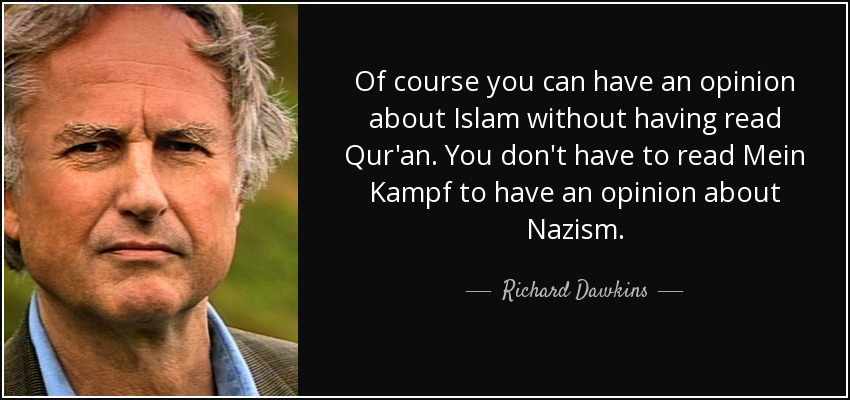 Of course you can have an opinion
about Islam without having read
Qur'an. You don't have to read Mein
Kampf to have an opinion about
Nazism.
Richard Dawkins